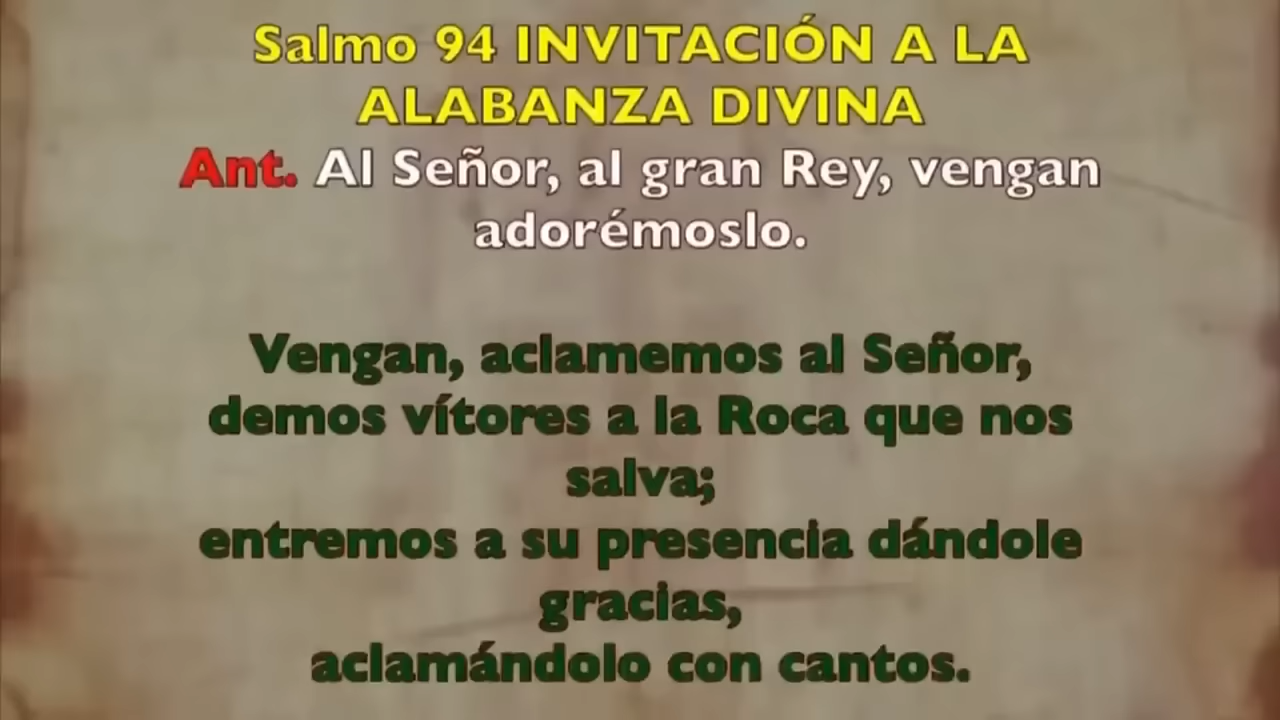 Salmo 94 INVITACIÓN A LA
ALABANZA DIVINA
Ant. Al Señor, al gran Rey, vengan
adorémoslo.
Vengan, aclamemos al Señor,
demos vítores a la Roca que nos
salva;
entremos a su presencia dándole
gracias,
aclamándolo con cantos.